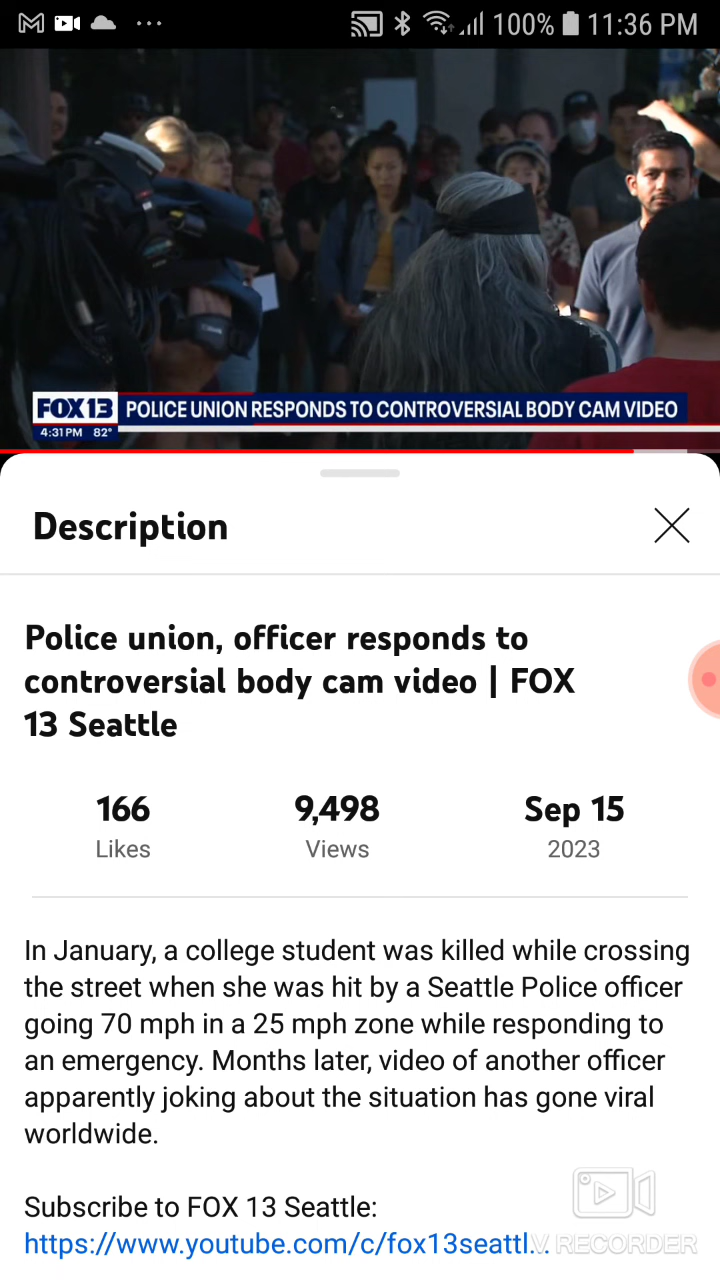 100% 11:36 PM
FOX 13 POLICE UNION RESPONDS TO CONTROVERSIAL BODY CAM VIDEO
4:31 PM 82°
Description
Police union, officer responds to
controversial body cam video | FOX
13 Seattle
166 9,498 Sep 15
Likes Views 2023
In January, a college student was killed while crossing
the street when she was hit by a Seattle Police officer
going 70 mph in a 25 mph zone while responding to
an emergency. Months later, video of another officer
apparently joking about the situation has gone viral
worldwide.
Subscribe to FOX 13 Seattle:
https://www.youtube.com/c/fox13seattl...
V RECORDER